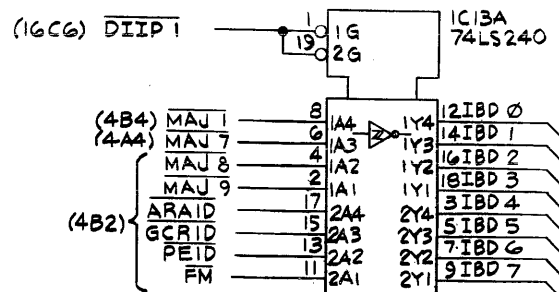 (16C6) DIIP 1 1 1G IC13A
19 2G 74LS240
(4B4) MAJ 1 8 1A4 1Y4 12 IBD 0
(4A4) MAJ 7 6 1A3 1Y3 14 IBD 1
MAJ 8 4 1A2 1Y2 16 IBD 2
MAJ 9 2 1A1 1Y1 18 IBD 3
(4B2) ARAID 17 2A4 2Y4 3 IBD 4
GCRID 15 2A3 2Y3 5 IBD 5
PEID 13 2A2 2Y2 7 IBD 6
FM 11 2A1 2Y1 9 IBD 7